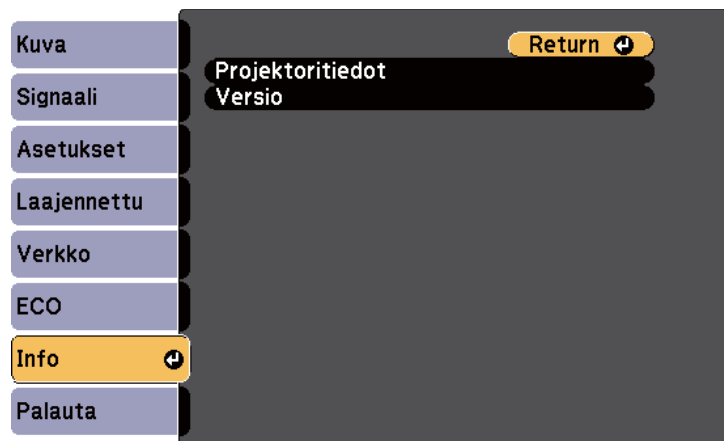 Kuva
Signaali
Asetukset
Laajennettu
Verkko
ECO
Info
Palauta
Return
Projektoritiedot
Versio